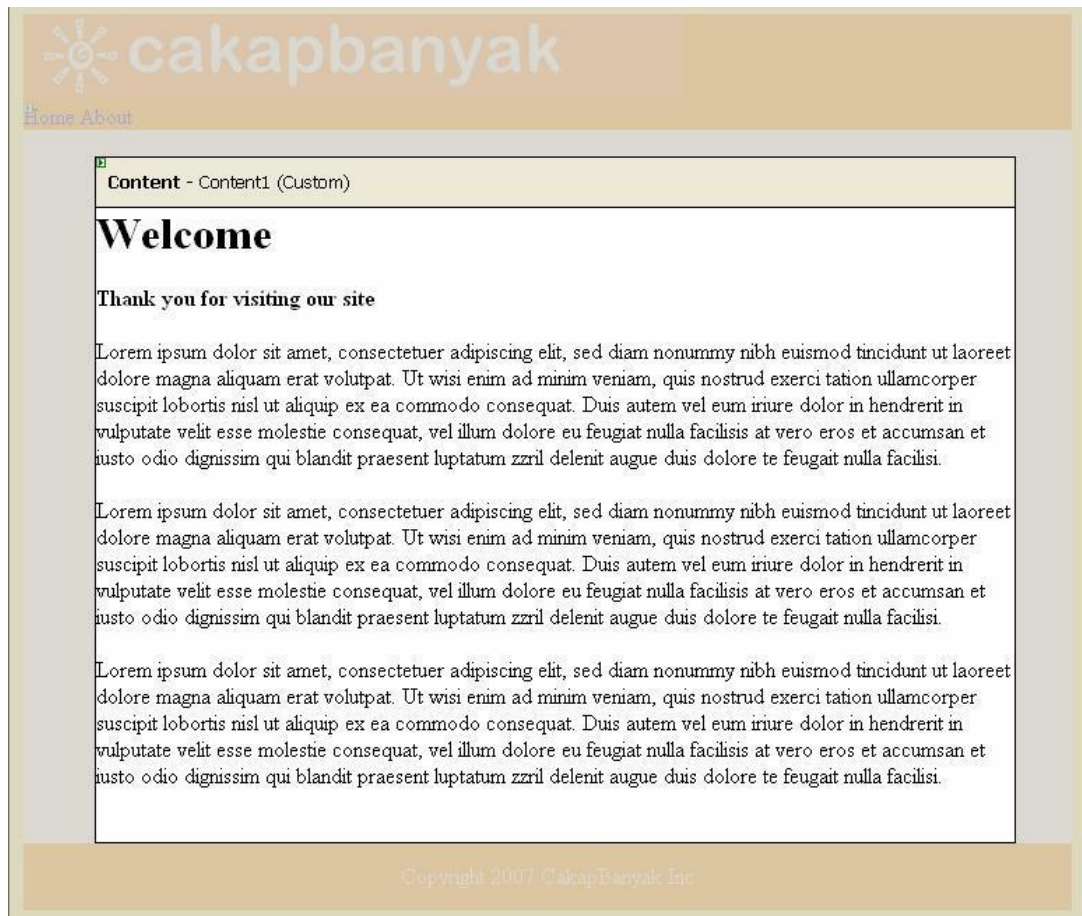 cakapbanyak
Home About
Content - Content1 (Custom)
Welcome
Thank you for visiting our site
Lorem ipsum dolor sit amet, consectetuer adipiscing elit, sed diam nonummy nibh euismod tincidunt ut laoreet
dolore magna aliquam erat volutpat. Ut wisi enim ad minim veniam, quis nostrud exerci tation ullamcorper
suscipit lobortis nisl ut aliquip ex ea commodo consequat. Duis autem vel eum iriure dolor in hendrerit in
vulputate velit esse molestie consequat, vel illum dolore eu feugiat nulla facilisis at vero eros et accumsan et
iusto odio dignissim qui blandit praesent luptatum zzril delenit augue duis dolore te feugait nulla facilisi.
Lorem ipsum dolor sit amet, consectetuer adipiscing elit, sed diam nonummy nibh euismod tincidunt ut laoreet
dolore magna aliquam erat volutpat. Ut wisi enim ad minim veniam, quis nostrud exerci tation ullamcorper
suscipit lobortis nisl ut aliquip ex ea commodo consequat. Duis autem vel eum iriure dolor in hendrerit in
vulputate velit esse molestie consequat, vel illum dolore eu feugiat nulla facilisis at vero eros et accumsan et
iusto odio dignissim qui blandit praesent luptatum zzril delenit augue duis dolore te feugait nulla facilisi.
Lorem ipsum dolor sit amet, consectetuer adipiscing elit, sed diam nonummy nibh euismod tincidunt ut laoreet
dolore magna aliquam erat volutpat. Ut wisi enim ad minim veniam, quis nostrud exerci tation ullamcorper
suscipit lobortis nisl ut aliquip ex ea commodo consequat. Duis autem vel eum iriure dolor in hendrerit in
vulputate velit esse molestie consequat, vel illum dolore eu feugiat nulla facilisis at vero eros et accumsan et
iusto odio dignissim qui blandit praesent luptatum zzril delenit augue duis dolore te feugait nulla facilisi.
Copyright 2007 CakapBanyak Inc